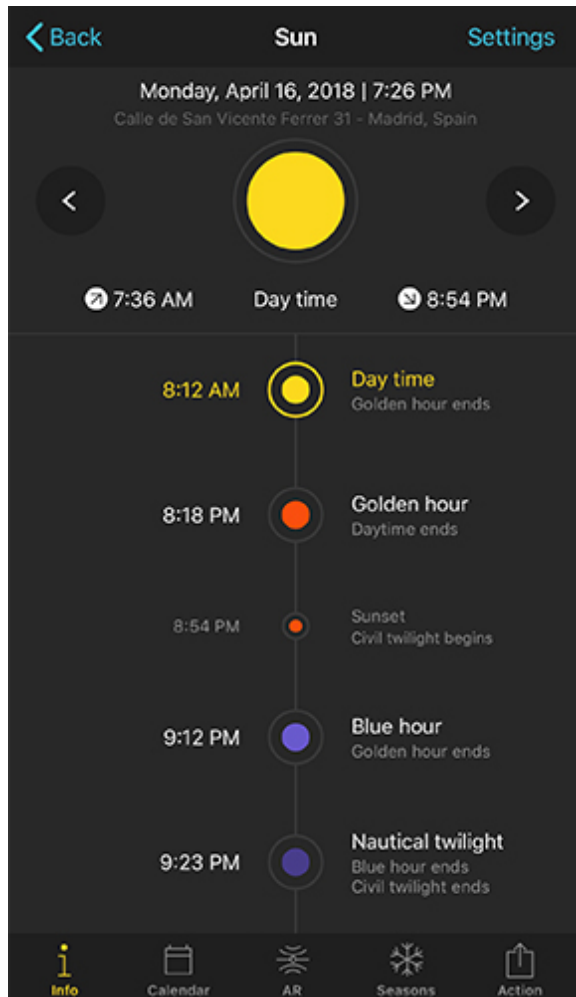 Back Sun Settings
Monday, April 16, 2018 | 7:26 PM
Calle de San Vicente Ferrer 31 - Madrid, Spain
7:36 AM Day time 8:54 PM
8:12 AM Day time
Golden hour ends
8:18 PM Golden hour
Daytime ends
8:54 PM Sunset
Civil twilight begins
9:12 PM Blue hour
Golden hour ends
9:23 PM Nautical twilight
Blue hour ends
Civil twilight ends
Info Calendar AR Seasons Action